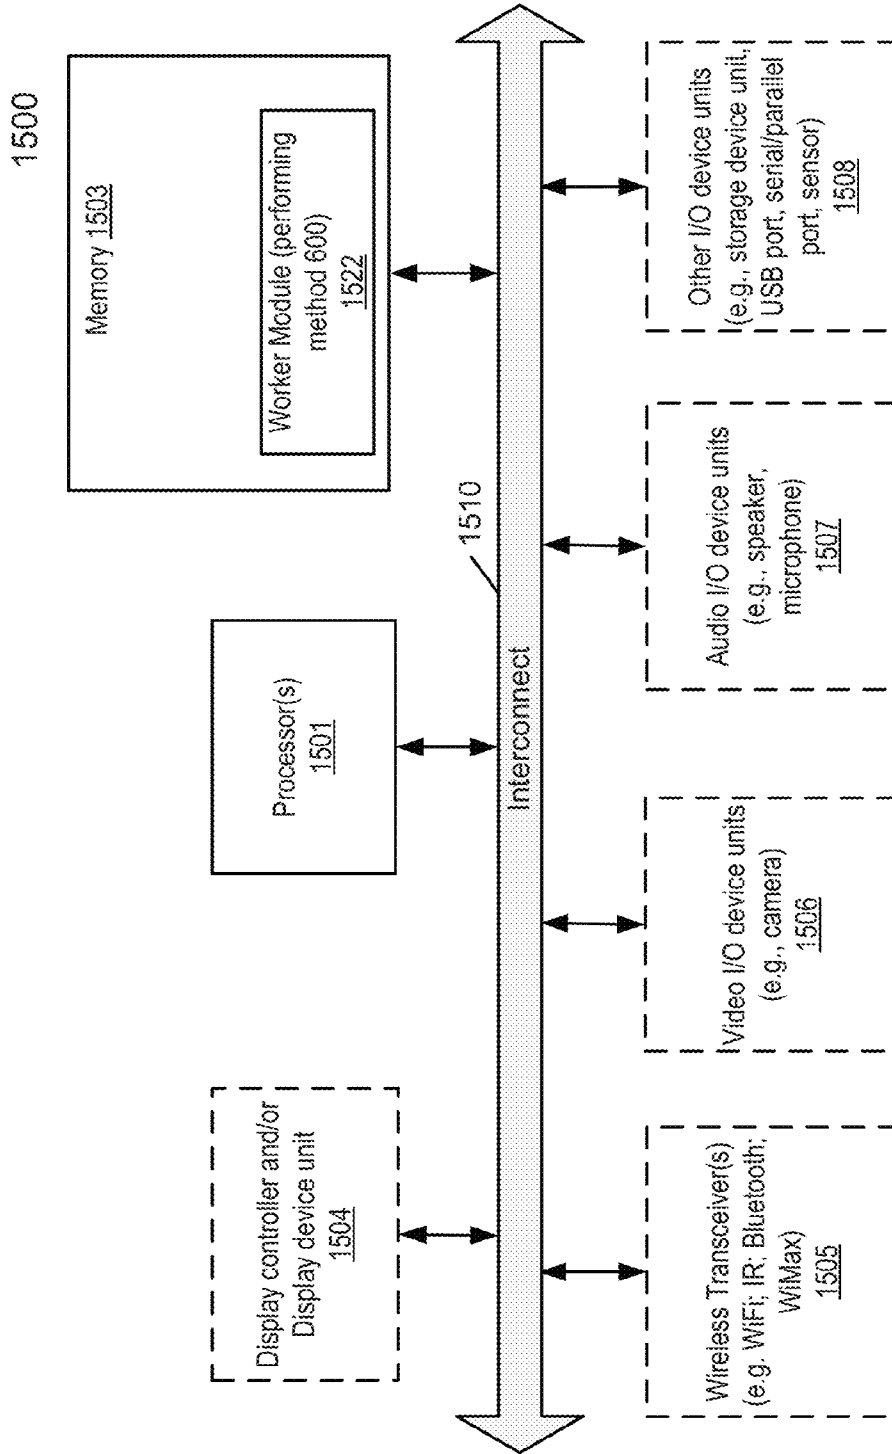 1500
Display controller and/or
Display device unit
1504
Processor(s)
1501
Memory 1503
Worker Module (performing
method 600)
1522
1510
Interconnect
Wireless Transceiver(s)
(e.g. WiFi; IR; Bluetooth;
WiMax)
1505
Video I/O device units
(e.g., camera)
1506
Audio I/O device units
(e.g., speaker,
microphone)
1507
Other I/O device units
(e.g., storage device unit,
USB port, serial/parallel
port, sensor)
1508